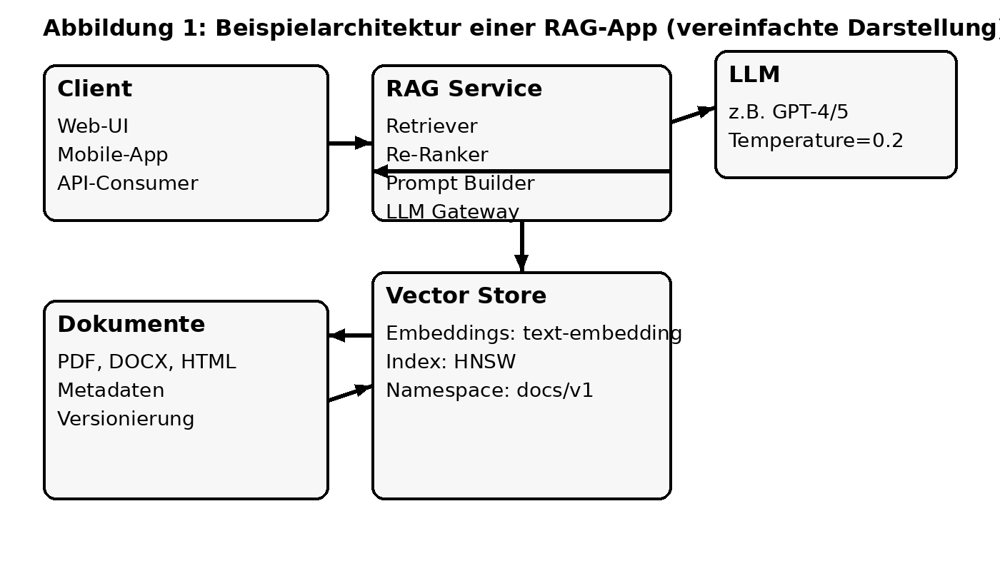 Abbildung 1: Beispielarchitektur einer RAG-App (vereinfachte Darstellung)
Client
Web-UI
Mobile-App
API-Consumer
RAG Service
Retriever
Re-Ranker
Prompt Builder
LLM Gateway
LLM
z.B. GPT-4/5
Temperature=0.2
Dokumente
PDF, DOCX, HTML
Metadaten
Versionierung
Vector Store
Embeddings: text-embedding
Index: HNSW
Namespace: docs/v1